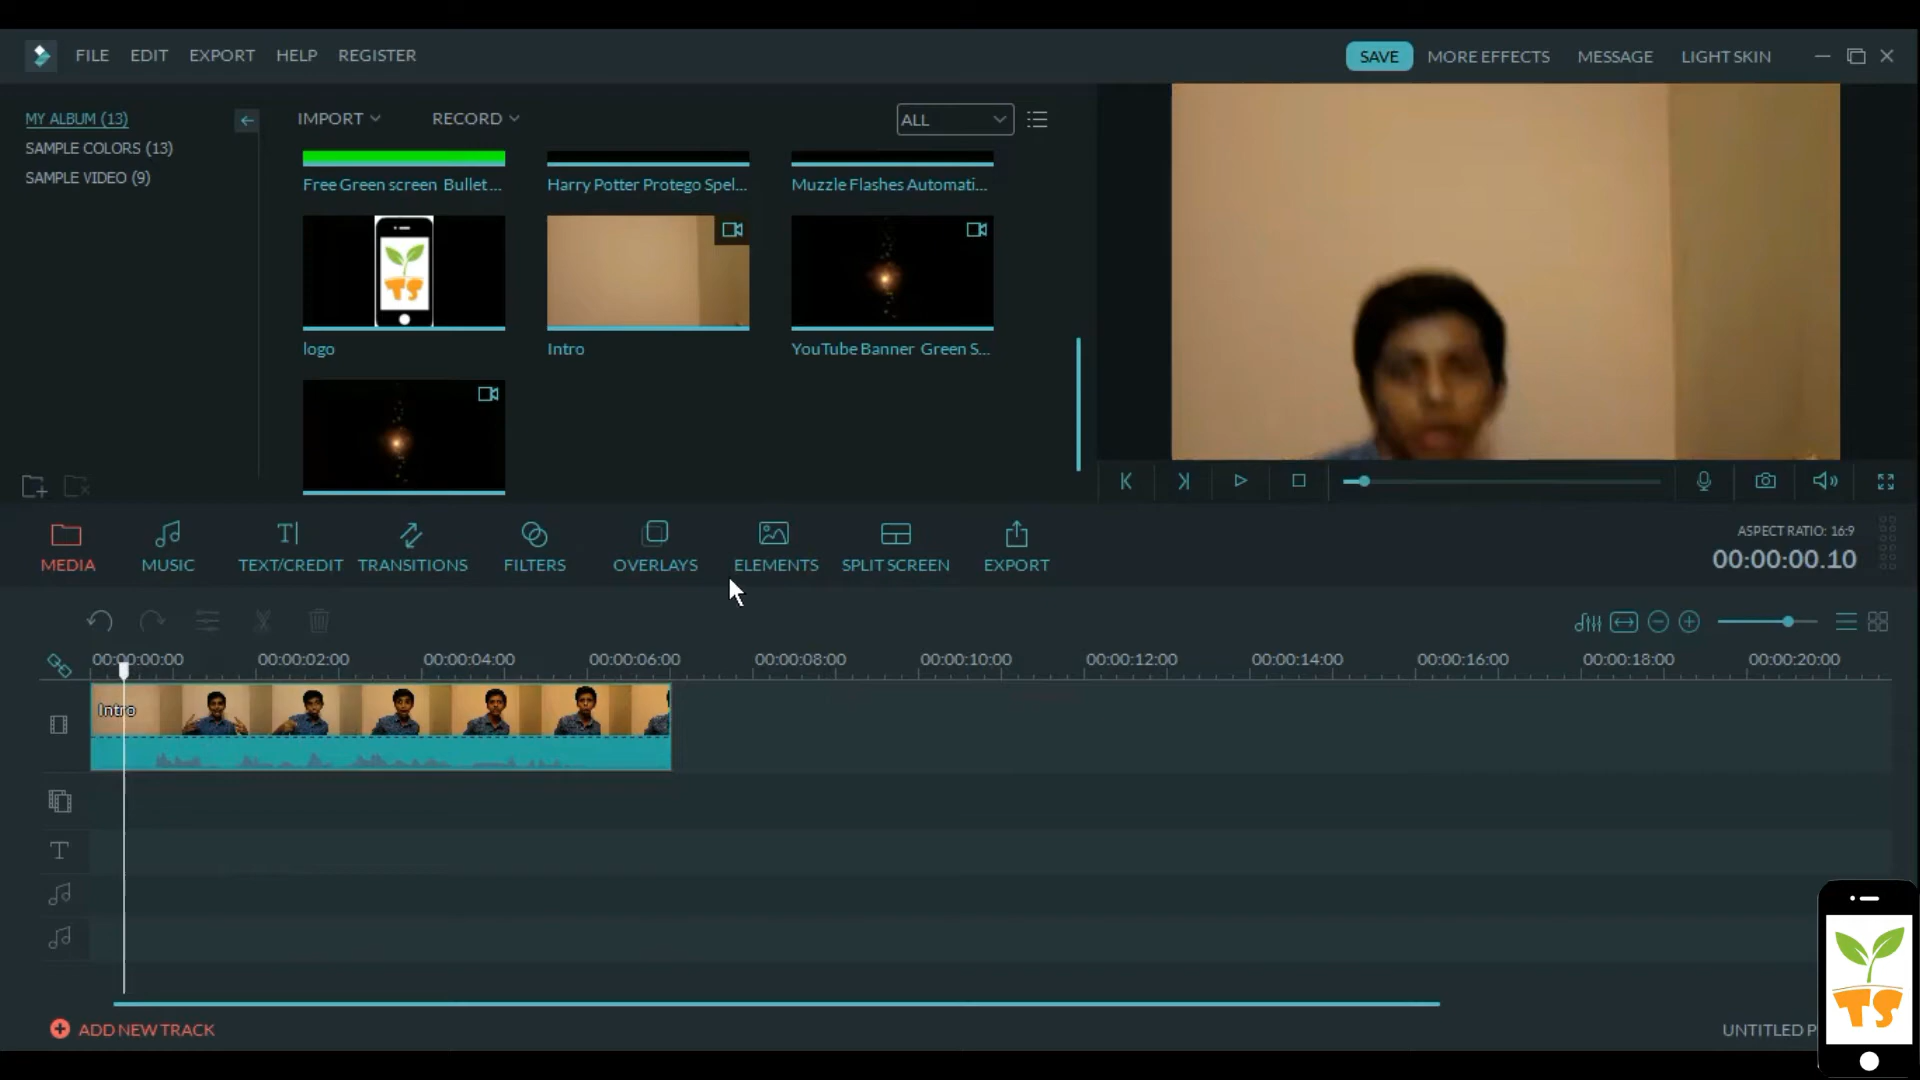 FILE EDIT EXPORT HELP REGISTER
SAVE MORE EFFECTS MESSAGE LIGHT SKIN
MY ALBUM (13)
SAMPLE COLORS (13)
SAMPLE VIDEO (9)
IMPORT RECORD ALL
Free Green screen Bullet... Harry Potter Protego Spel... Muzzle Flashes Automati...
TS
logo Intro YouTube Banner Green S...
MEDIA MUSIC TEXT/CREDIT TRANSITIONS FILTERS OVERLAYS ELEMENTS SPLIT SCREEN EXPORT
ASPECT RATIO: 16:9
00:00:00.10
00:00:00:00 00:00:02:00 00:00:04:00 00:00:06:00 00:00:08:00 00:00:10:00 00:00:12:00 00:00:14:00 00:00:16:00 00:00:18:00 00:00:20:00
Intro
ADD NEW TRACK
UNTITLED P
TS